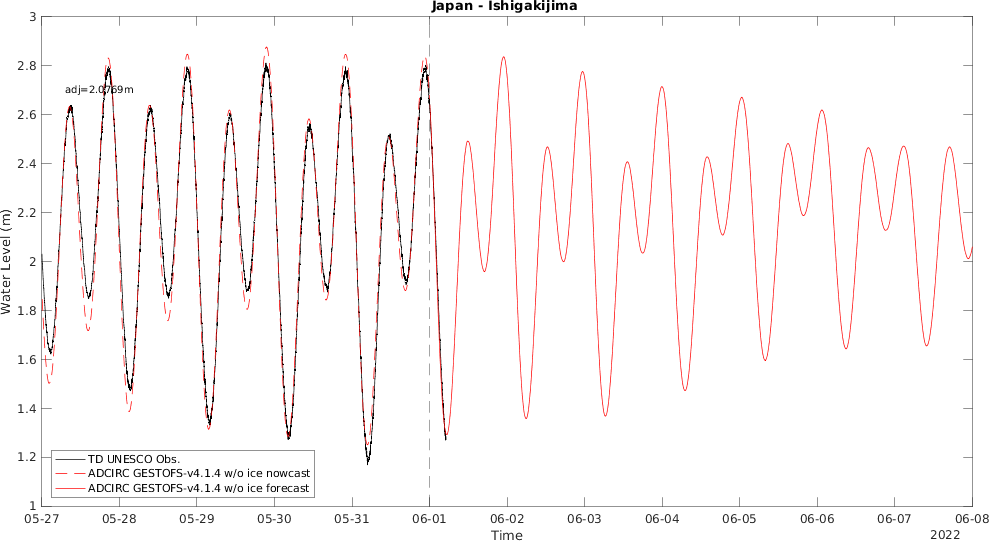 Japan - Ishigakijima
3
2.8
2.6
2.4
2.2
2
1.8
1.6
1.4
1.2
1
Water Level (m)
adj=2.0769m
TD UNESCO Obs.
ADCIRC GESTOFS-v4.1.4 w/o ice nowcast
ADCIRC GESTOFS-v4.1.4 w/o ice forecast
05-27 05-28 05-29 05-30 05-31 06-01 06-02 06-03 06-04 06-05 06-06 06-07 06-08
Time
2022